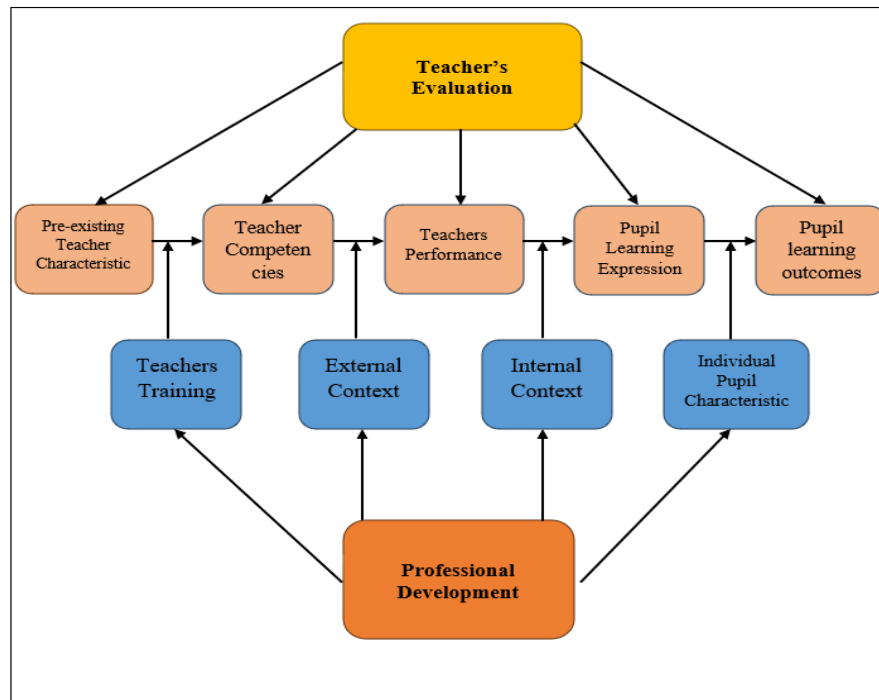 Teacher's
Evaluation
Pre-existing
Teacher
Characteristic
Teacher
Competen
cies
Teachers
Performance
Pupil
Learning
Expression
Pupil
learning
outcomes
Teachers
Training
External
Context
Internal
Context
Individual
Pupil
Characteristic
Professional
Development